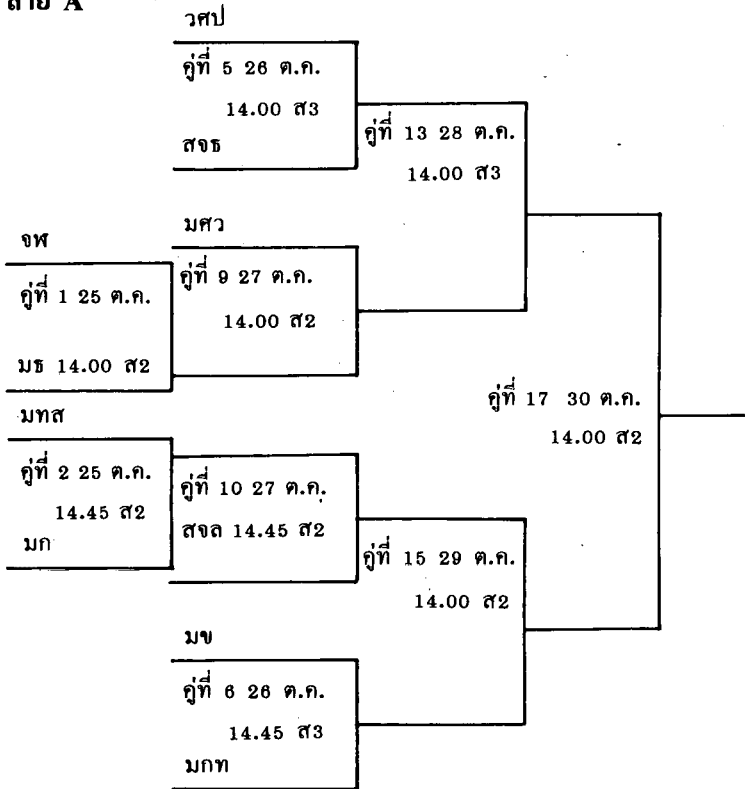 สาย A
วศป
คู่ที่ 5 26 ต.ค.
14.00 ส3
สจธ
คู่ที่ 13 28 ต.ค.
14.00 ส3
จฬ
มศว
คู่ที่ 1 25 ต.ค.
คู่ที่ 9 27 ต.ค.
14.00 ส2
มธ 14.00 ส2
คู่ที่ 17 30 ต.ค.
14.00 ส2
มทส
คู่ที่ 2 25 ต.ค.
14.45 ส2
มก
คู่ที่ 10 27 ต.ค.
สจล 14.45 ส2
คู่ที่ 15 29 ต.ค.
14.00 ส2
มข
คู่ที่ 6 26 ต.ค.
14.45 ส3
มกท